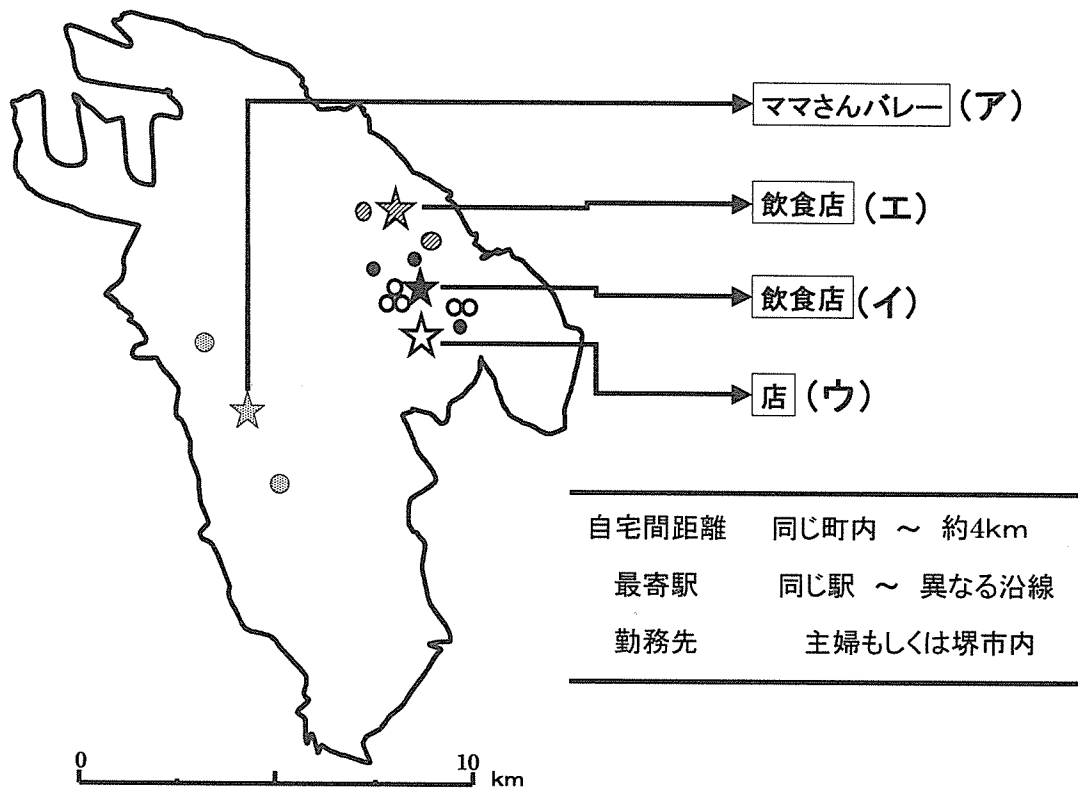 ママさんバレー (ア)
飲食店 (エ)
飲食店 (イ)
店 (ウ)
自宅間距離 同じ町内 ~ 約4km
最寄駅 同じ駅 ~ 異なる沿線
勤務先 主婦もしくは堺市内
0 10 km